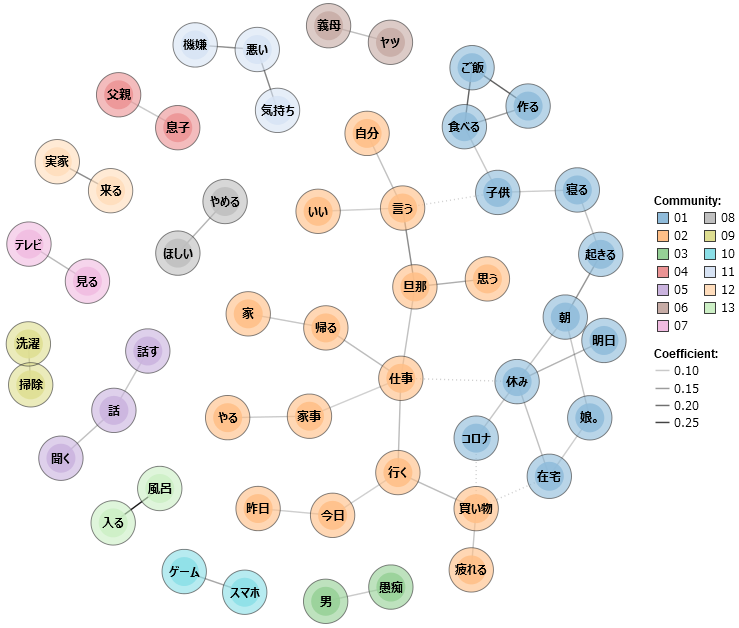 義母
ヤツ
機嫌
悪い
気持ち
ご飯
作る
食べる
父親
息子
自分
実家
来る
やめる
ほしい
いい
言う
子供
寝る
テレビ
見る
起きる
旦那
思う
家
帰る
朝
明日
洗濯
掃除
話す
話
聞く
仕事
休み
やる
家事
コロナ
娘。
行く
在宅
風呂
入る
昨日
今日
買い物
疲れる
ゲーム
スマホ
男
愚痴
Community:
01 08
02 09
03 10
04 11
05 12
06 13
07
Coefficient:
0.10
0.15
0.20
0.25